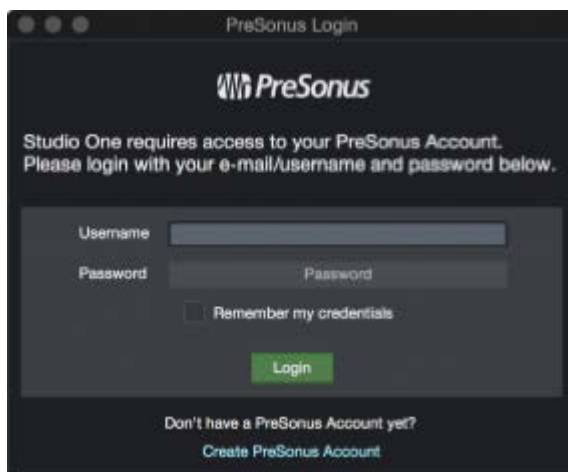 PreSonus Login
PreSonus
Studio One requires access to your PreSonus Account.
Please login with your e-mail/username and password below.
Username
Password Password
Remember my credentials
Login
Don't have a PreSonus Account yet?
Create PreSonus Account